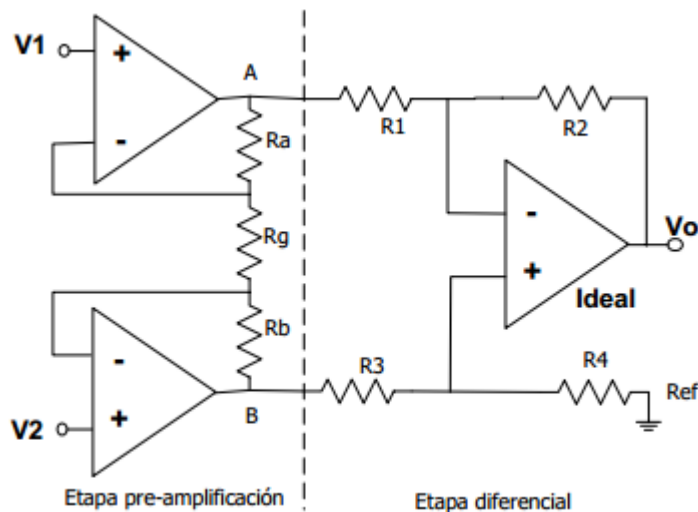 V1
+
-
A
Ra
Rg
Rb
B
-
+
V2
R1
R2
-
+
Ideal
Vo
R3
R4
Ref
Etapa pre-amplificación
Etapa diferencial